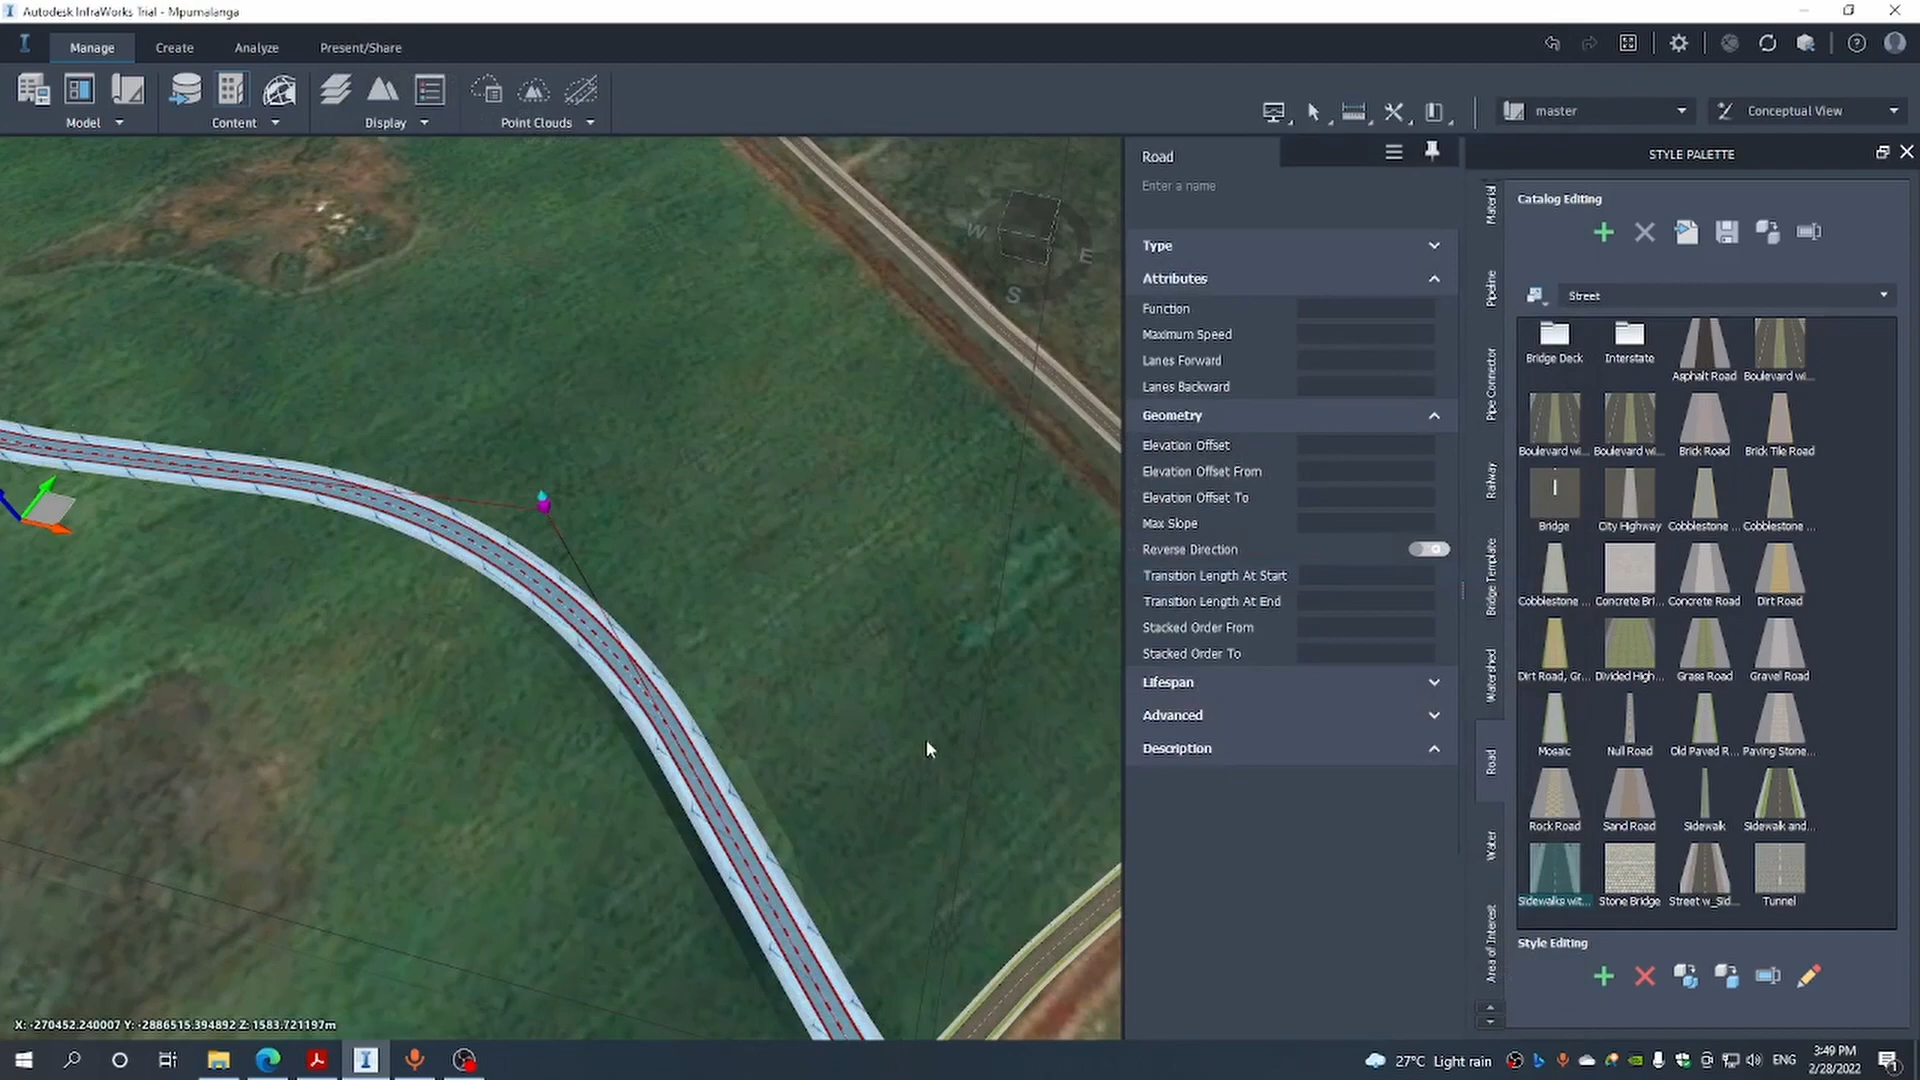 Autodesk InfraWorks Trial - Mpumalanga
Manage
Create
Analyze
Present/Share
Model
Content
Display
Point Clouds
master
Conceptual View
W
E
S
X: -270452.240007 Y: -2886515.394892 Z: 1583.721197m
Road
Enter a name
Type
Attributes
Function
Maximum Speed
Lanes Forward
Lanes Backward
Geometry
Elevation Offset
Elevation Offset From
Elevation Offset To
Max Slope
Reverse Direction
Transition Length At Start
Transition Length At End
Stacked Order From
Stacked Order To
Lifespan
Advanced
Description
STYLE PALETTE
Material
Pipeline
Pipe Connector
Railway
Bridge Template
Watershed
Road
Water
Area of Interest
Catalog Editing
Street
Bridge Deck
Interstate
Asphalt Road
Boulevard wi...
Boulevard wi...
Boulevard wi...
Brick Road
Brick Tile Road
Bridge
City Highway
Cobblestone ...
Cobblestone ...
Cobblestone ...
Concrete Bri...
Concrete Road
Dirt Road
Dirt Road, Gr...
Divided High...
Grass Road
Gravel Road
Mosaic
Null Road
Old Paved R...
Paving Stone...
Rock Road
Sand Road
Sidewalk
Sidewalk and...
Sidewalks wit...
Stone Bridge
Street w_Sid...
Tunnel
Style Editing
27°C Light rain
ENG
3:49 PM
2/28/2022